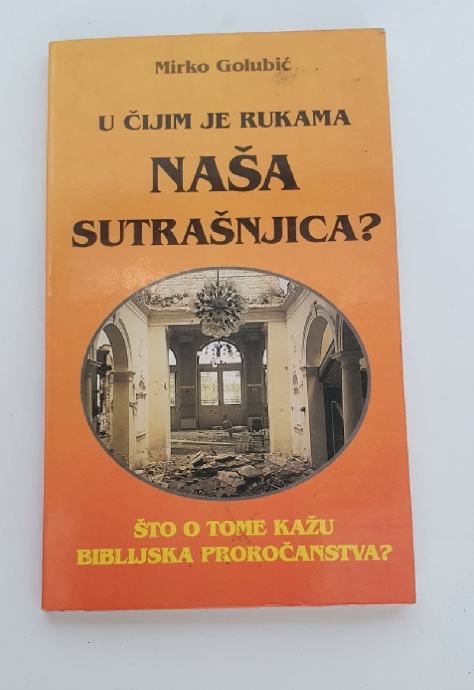 Mirko Golubić
U ČIJIM JE RUKAMA
NAŠA
SUTRAŠNJICA?
ŠTO O TOME KAŽU
BIBLIJSKA PROROČANSTVA?